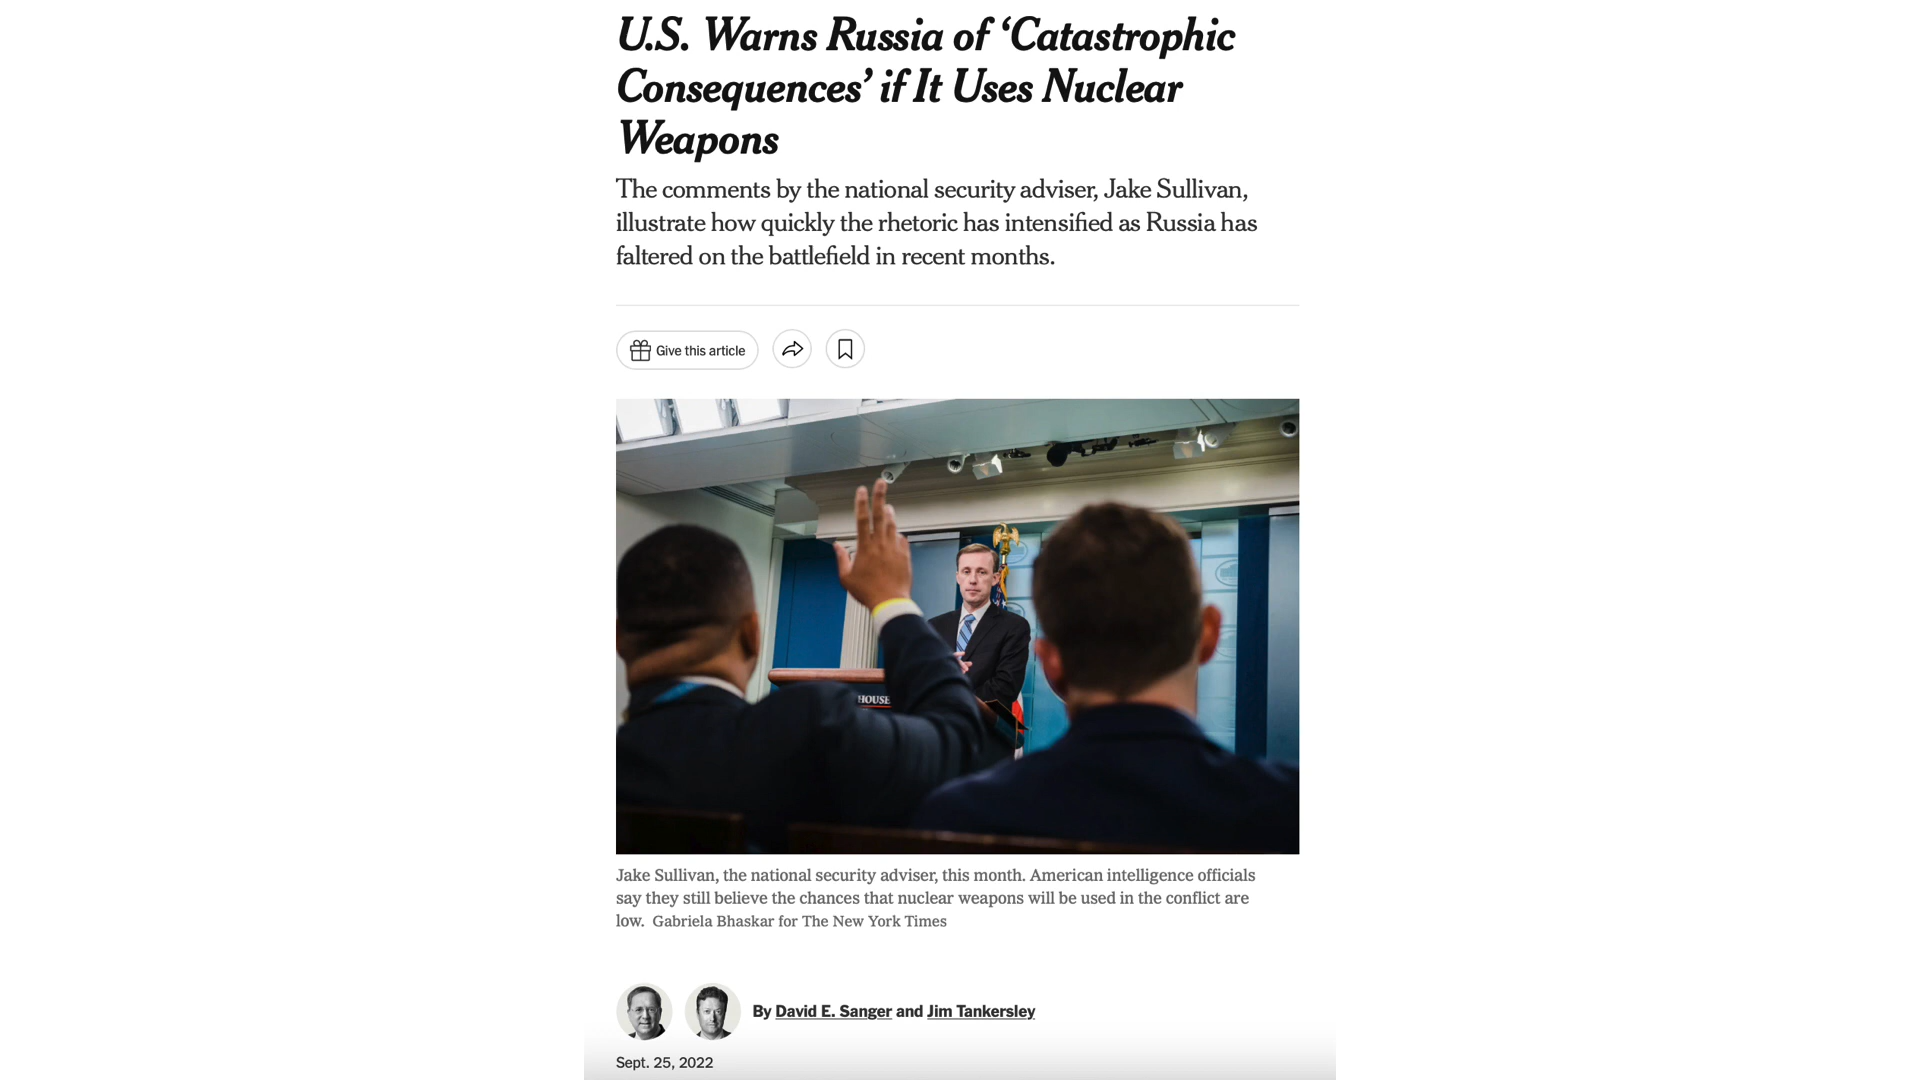 U.S. Warns Russia of ‘Catastrophic
Consequences’ if It Uses Nuclear
Weapons
The comments by the national security adviser, Jake Sullivan,
illustrate how quickly the rhetoric has intensified as Russia has
faltered on the battlefield in recent months.
Give this article
HOUSE
Jake Sullivan, the national security adviser, this month. American intelligence officials
say they still believe the chances that nuclear weapons will be used in the conflict are
low. Gabriela Bhaskar for The New York Times
By David E. Sanger and Jim Tankersley
Sept. 25, 2022